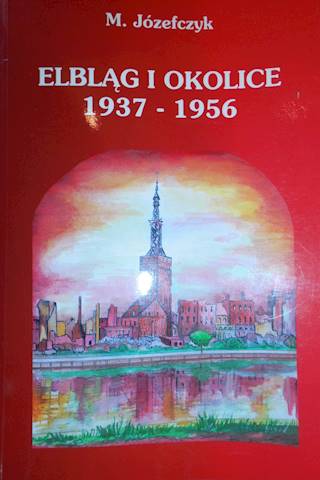 M. Józefczyk
ELBLĄG I OKOLICE
1937 - 1956